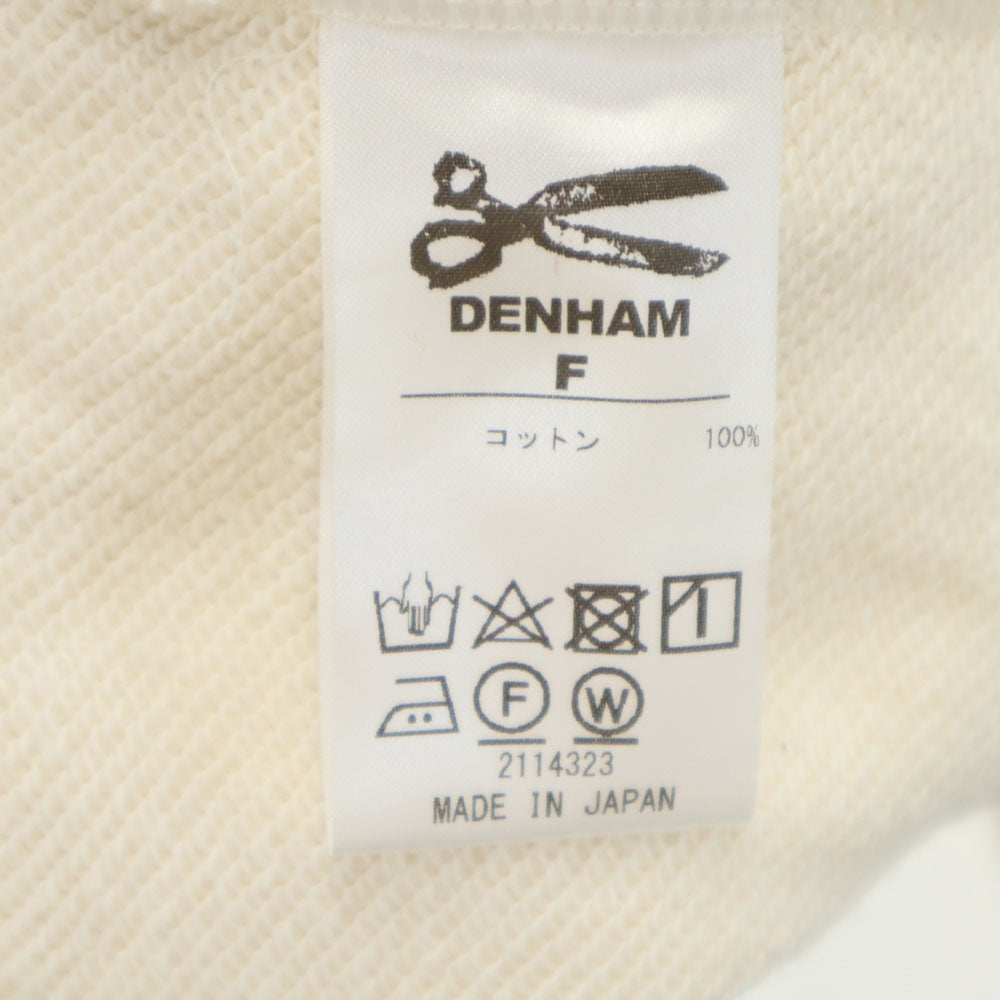 DENHAM
F
コットン 100%
F W
2114323
MADE IN JAPAN